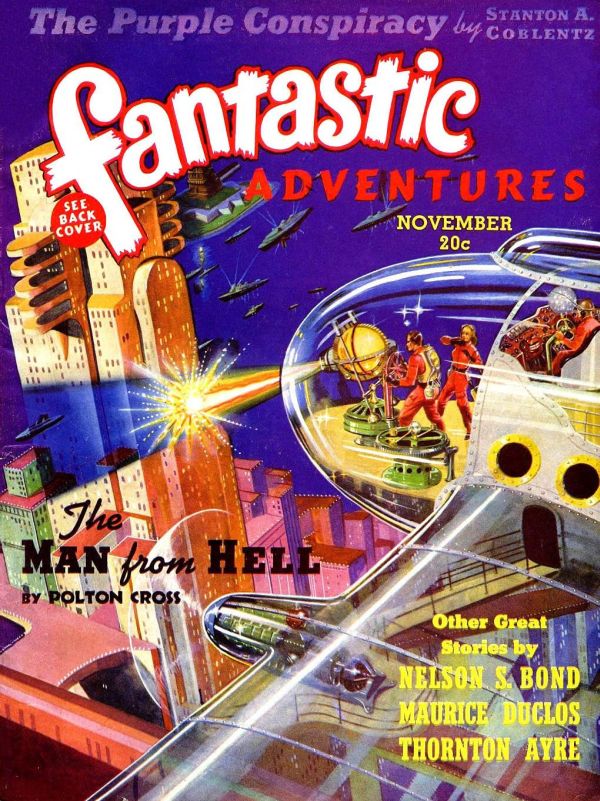 The Purple Conspiracy by STANTON A.
COBLENTZ
fantastic
ADVENTURES
SEE
BACK
COVER
NOVEMBER
20c
The
MAN from HELL
BY POLTON CROSS
Other Great
Stories by
NELSON S. BOND
MAURICE DUCLOS
THORNTON AYRE